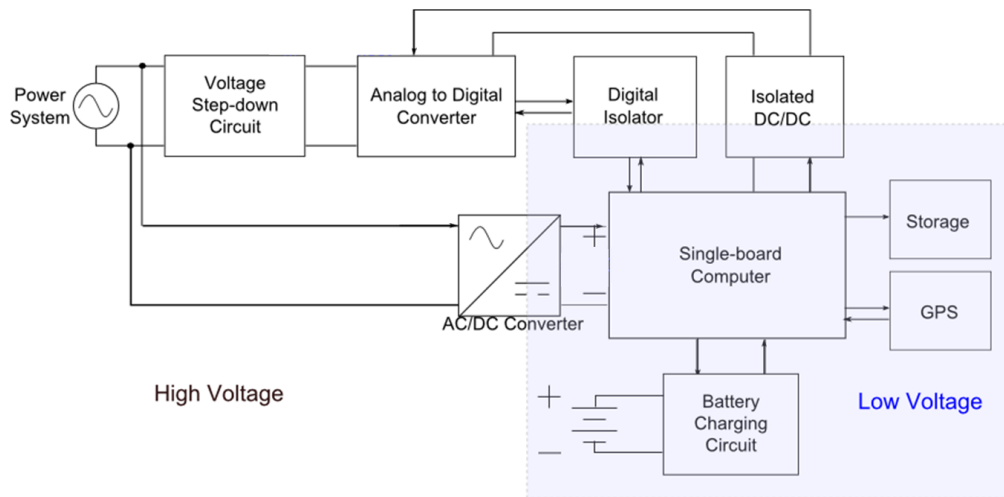 Power
System
Voltage
Step-down
Circuit
Analog to Digital
Converter
Digital
Isolator
Isolated
DC/DC
Storage
Single-board
Computer
GPS
+
—
AC/DC Converter
High Voltage
Low Voltage
+
—
Battery
Charging
Circuit